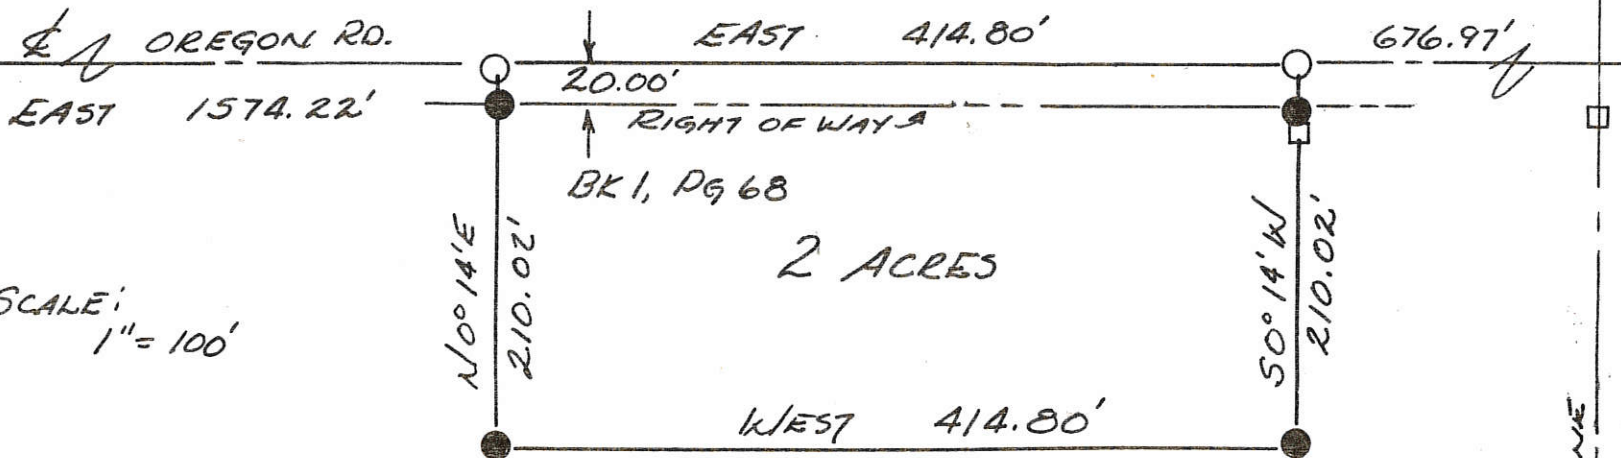 ℄ OREGON RD.
EAST 414.80'
676.97'
EAST 1574.22'
20.00'
RIGHT OF WAY
BK 1, PG 68
N0°14'E
210.02'
2 ACRES
S0°14'W
210.02'
SCALE:
1"= 100'
WEST 414.80'